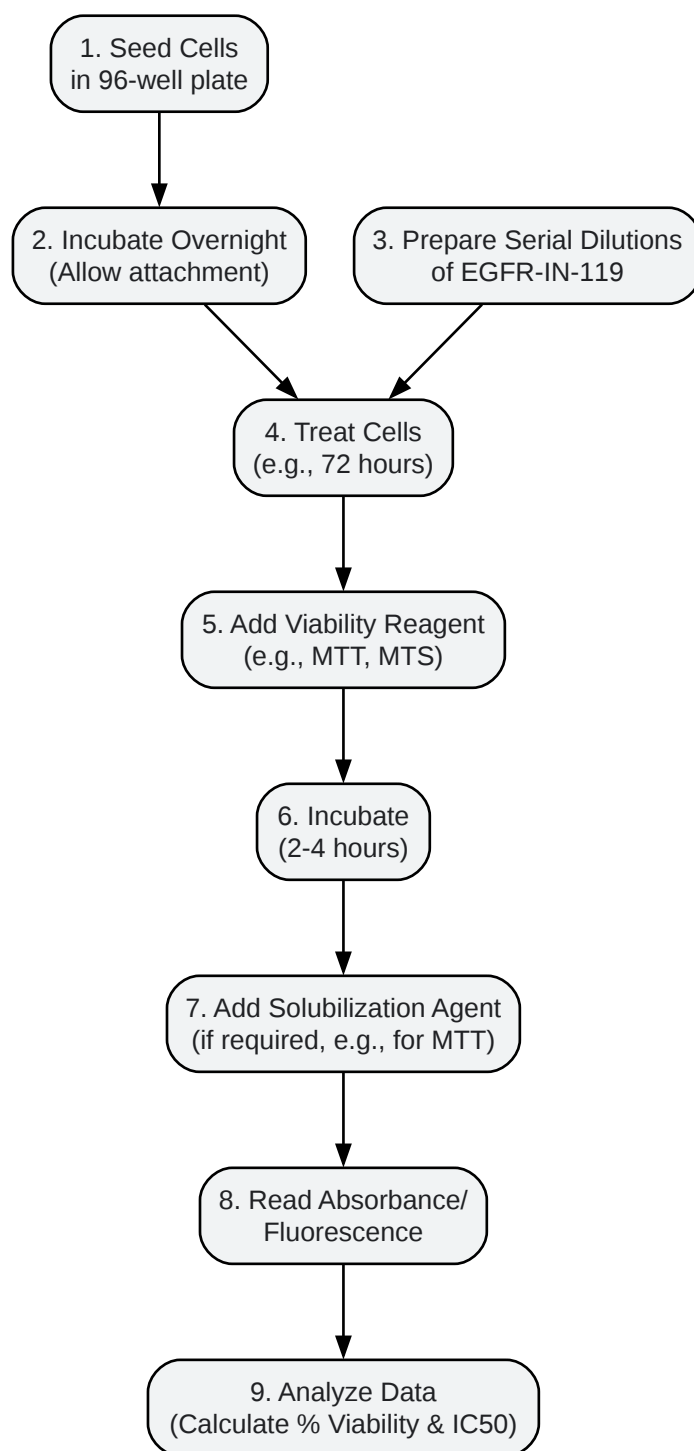 1. Seed Cells
in 96-well plate
2. Incubate Overnight
(Allow attachment)
3. Prepare Serial Dilutions
of EGFR-IN-119
4. Treat Cells
(e.g., 72 hours)
5. Add Viability Reagent
(e.g., MTT, MTS)
6. Incubate
(2-4 hours)
7. Add Solubilization Agent
(if required, e.g., for MTT)
8. Read Absorbance/
Fluorescence
9. Analyze Data
(Calculate % Viability & IC50)